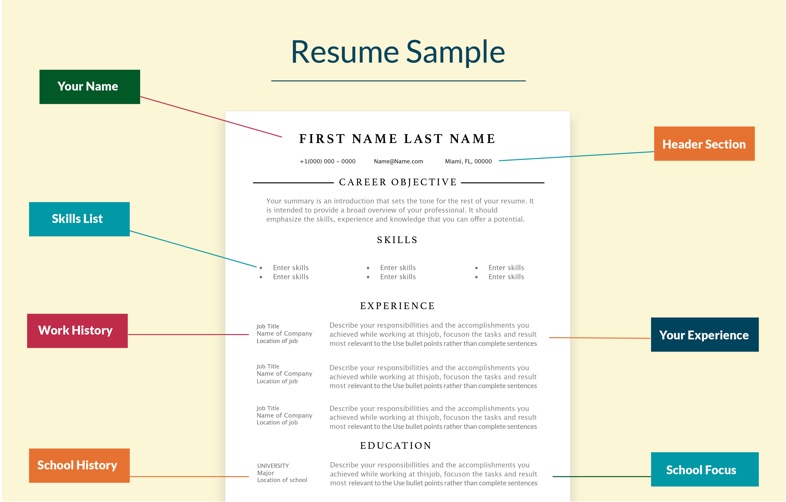 Resume Sample
Your Name
FIRST NAME LAST NAME
+1(000) 000 - 0000 Name@Name.com Miami, FL, 00000
Header Section
CAREER OBJECTIVE
Your summary is an introduction that sets the tone for the rest of your resume. It
is intended to provide a broad overview of your professional. It should
emphasize the skills, experience and knowledge that you can offer a potential.
Skills List
SKILLS
• Enter skills • Enter skills • Enter skills
• Enter skills • Enter skills • Enter skills
EXPERIENCE
Work History
Job Title
Name of Company
Location of job
Describe your responsibillities and the accomplishments you
achieved while working at thisjob, focuson the tasks and result
most relevant to the Use bullet points rather than complete sentences
Your Experience
Job Title
Name of Company
Location of job
Describe your responsibillities and the accomplishments you
achieved while working at thisjob, focuson the tasks and result
most relevant to the Use bullet points rather than complete sentences
Job Title
Name of Company
Location of job
Describe your responsibillities and the accomplishments you
achieved while working at thisjob, focuson the tasks and result
most relevant to the Use bullet points rather than complete sentences
EDUCATION
School History
UNIVERSITY
Major
Location of school
Describe your responsibillities and the accomplishments you
achieved while working at thisjob, focuson the tasks and result
most relevant to the Use bullet points rather than complete sentences
School Focus